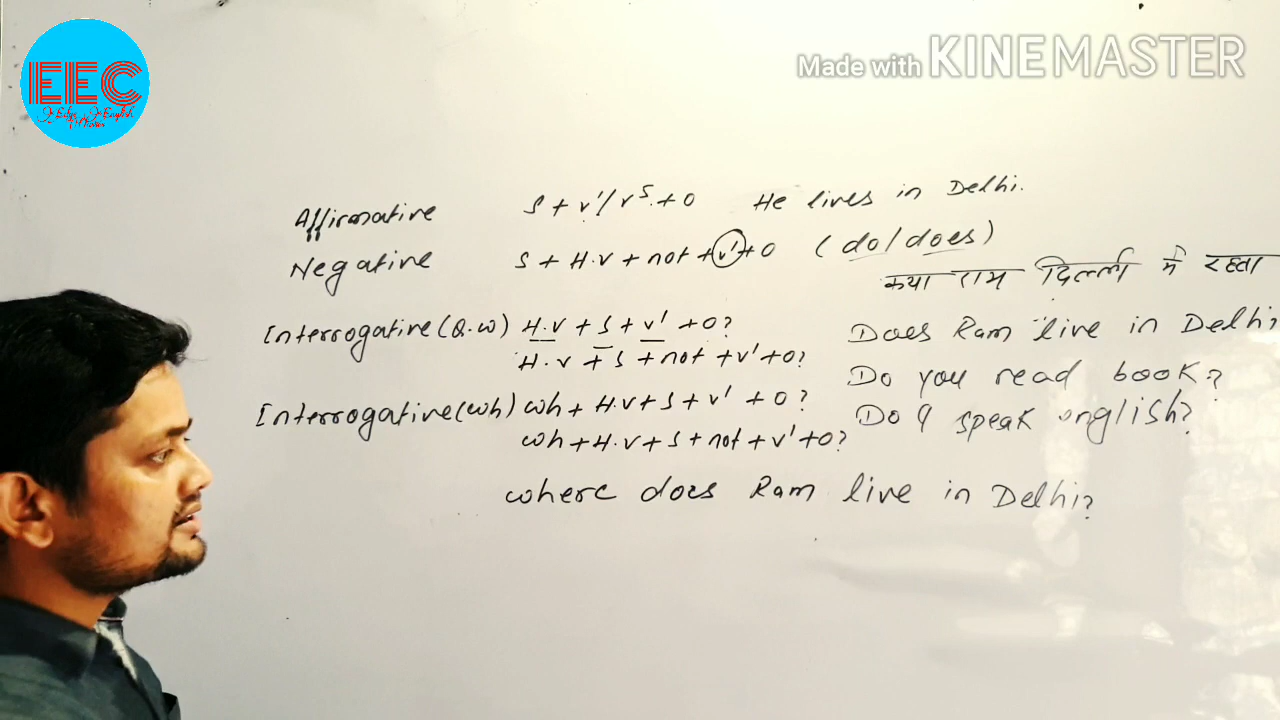 EEC
Made with KINEMASTER
Affirmative S + V¹/V^S + O He lives in Delhi.
Negative S + H.V + not + V¹ + O (do/does)
क्या राम दिल्ली में रहता
Interrogative (Q.W) H.V + S + V¹ + O? Does Ram live in Delhi?
H.V + S + not + V¹ + O?
Do you read book?
Interrogative (wh) wh + H.V + S + V¹ + O?
Do I speak english?
wh + H.V + S + not + V¹ + O?
where does Ram live in Delhi?